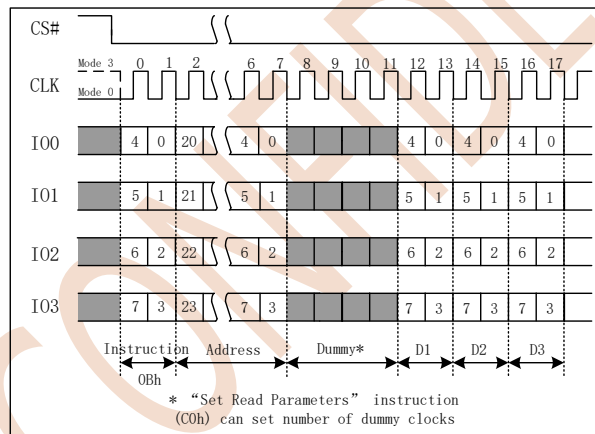 CS#
Mode 3 0 1 2 6 7 8 9 10 11 12 13 14 15 16 17
CLK
Mode 0
IO0 4 0 20 4 0 4 0 4 0 4 0
IO1 5 1 21 5 1 5 1 5 1 5 1
IO2 6 2 22 6 2 6 2 6 2 6 2
IO3 7 3 23 7 3 7 3 7 3 7 3
Instruction Address Dummy* D1 D2 D3
0Bh
* “Set Read Parameters” instruction
(C0h) can set number of dummy clocks